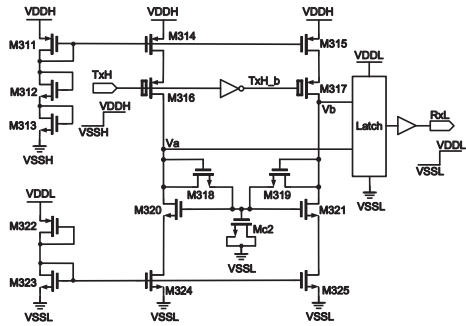 VDDH VDDH VDDH
M311 M314 M315
VDDL
TxH TxH_b
M312 M316 M317
VDDH Vb RxL
M313 Latch
VSSH
VSSH Va VDDL
VSSL
M318 M319 VSSL
VDDL
M320 M321
M322 Mc2
VSSL
M323 M324 M325
VSSL VSSL VSSL